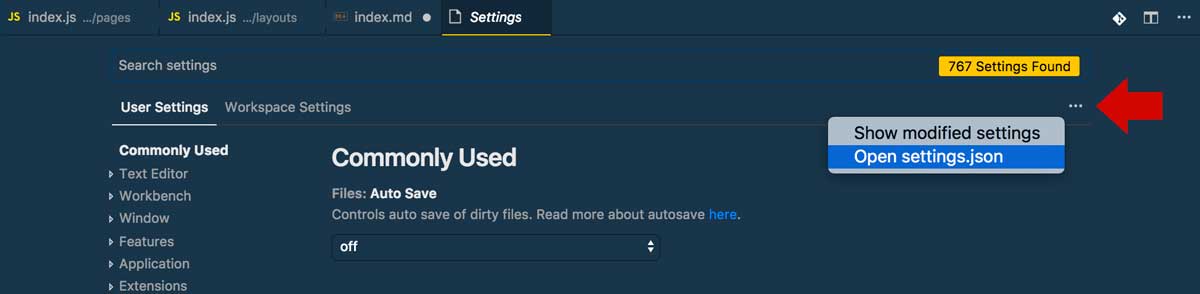 JS index.js .../pages JS index.js .../layouts index.md Settings ...
Search settings 767 Settings Found
User Settings Workspace Settings ...
Show modified settings
Open settings.json
Commonly Used
Text Editor
Workbench
Window
Features
Application
Extensions
Commonly Used
Files: Auto Save
Controls auto save of dirty files. Read more about autosave here.
off